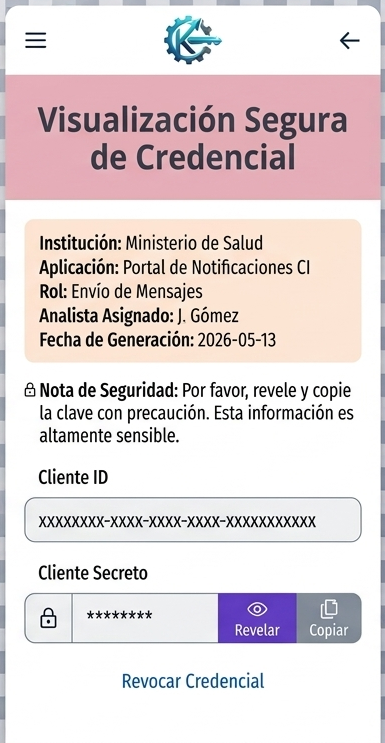 K
Visualización Segura
de Credencial
Institución: Ministerio de Salud
Aplicación: Portal de Notificaciones CI
Rol: Envío de Mensajes
Analista Asignado: J. Gómez
Fecha de Generación: 2026-05-13
Nota de Seguridad: Por favor, revele y copie
la clave con precaución. Esta información es
altamente sensible.
Cliente ID
xxxxxxxx-xxxx-xxxx-xxxx-xxxxxxxxxxx
Cliente Secreto
********
Revelar
Copiar
Revocar Credencial